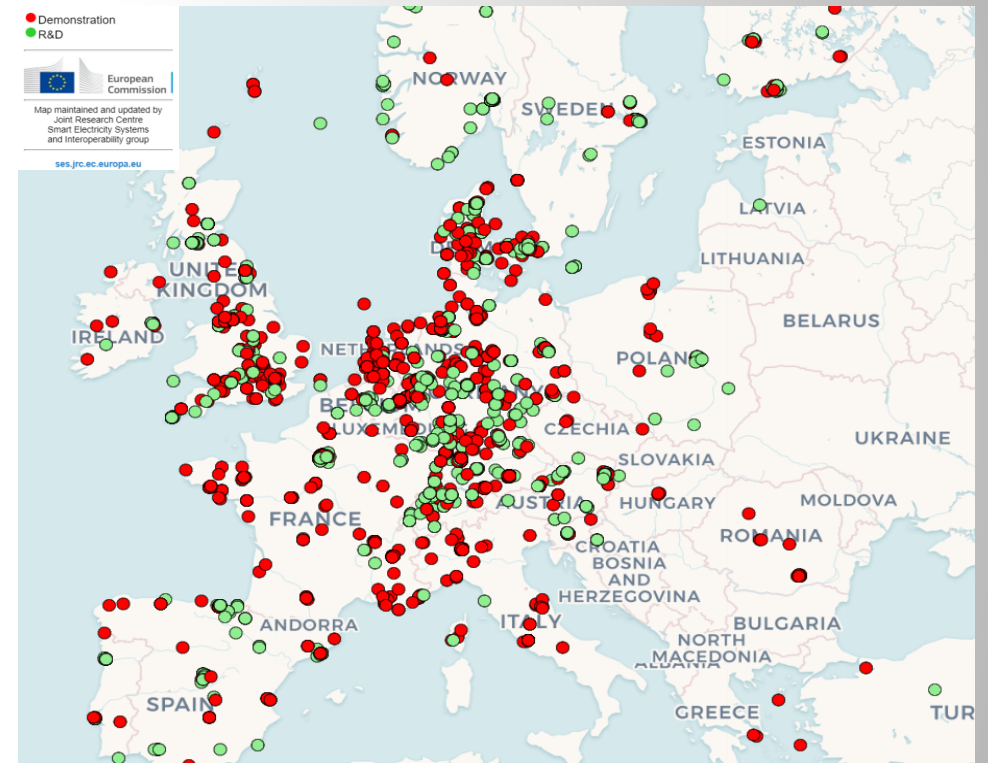 Demonstration
R&D
European
Commission
Map maintained and updated by
Joint Research Centre
Smart Electricity Systems
and Interoperability group
ses.jrc.ec.europa.eu
NORWAY
SWEDEN
ESTONIA
LATVIA
LITHUANIA
UNITED
KINGDOM
BELARUS
IRELAND
POLAND
CZECHIA
UKRAINE
SLOVAKIA
AUSTRIA
HUNGARY
MOLDOVA
FRANCE
ROMANIA
CROATIA
BOSNIA
AND
HERZEGOVINA
ITALY
ANDORRA
BULGARIA
NORTH
MACEDONIA
ALBANIA
SPAIN
GREECE
TUR